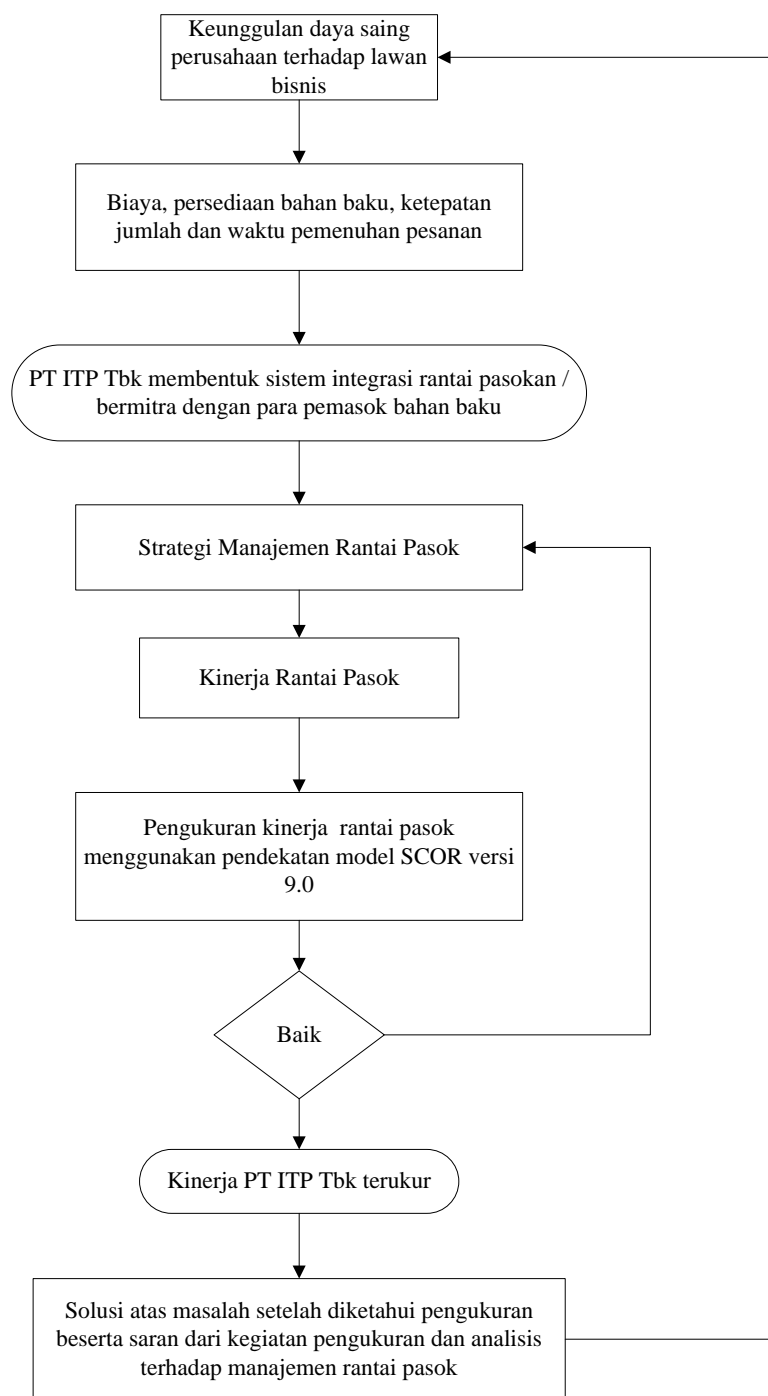 Keunggulan daya saing
perusahaan terhadap lawan
bisnis
Biaya, persediaan bahan baku, ketepatan
jumlah dan waktu pemenuhan pesanan
PT ITP Tbk membentuk sistem integrasi rantai pasokan /
bermitra dengan para pemasok bahan baku
Strategi Manajemen Rantai Pasok
Kinerja Rantai Pasok
Pengukuran kinerja  rantai pasok
menggunakan pendekatan model SCOR versi
9.0
Baik
Kinerja PT ITP Tbk terukur
Solusi atas masalah setelah diketahui pengukuran
beserta saran dari kegiatan pengukuran dan analisis
terhadap manajemen rantai pasok